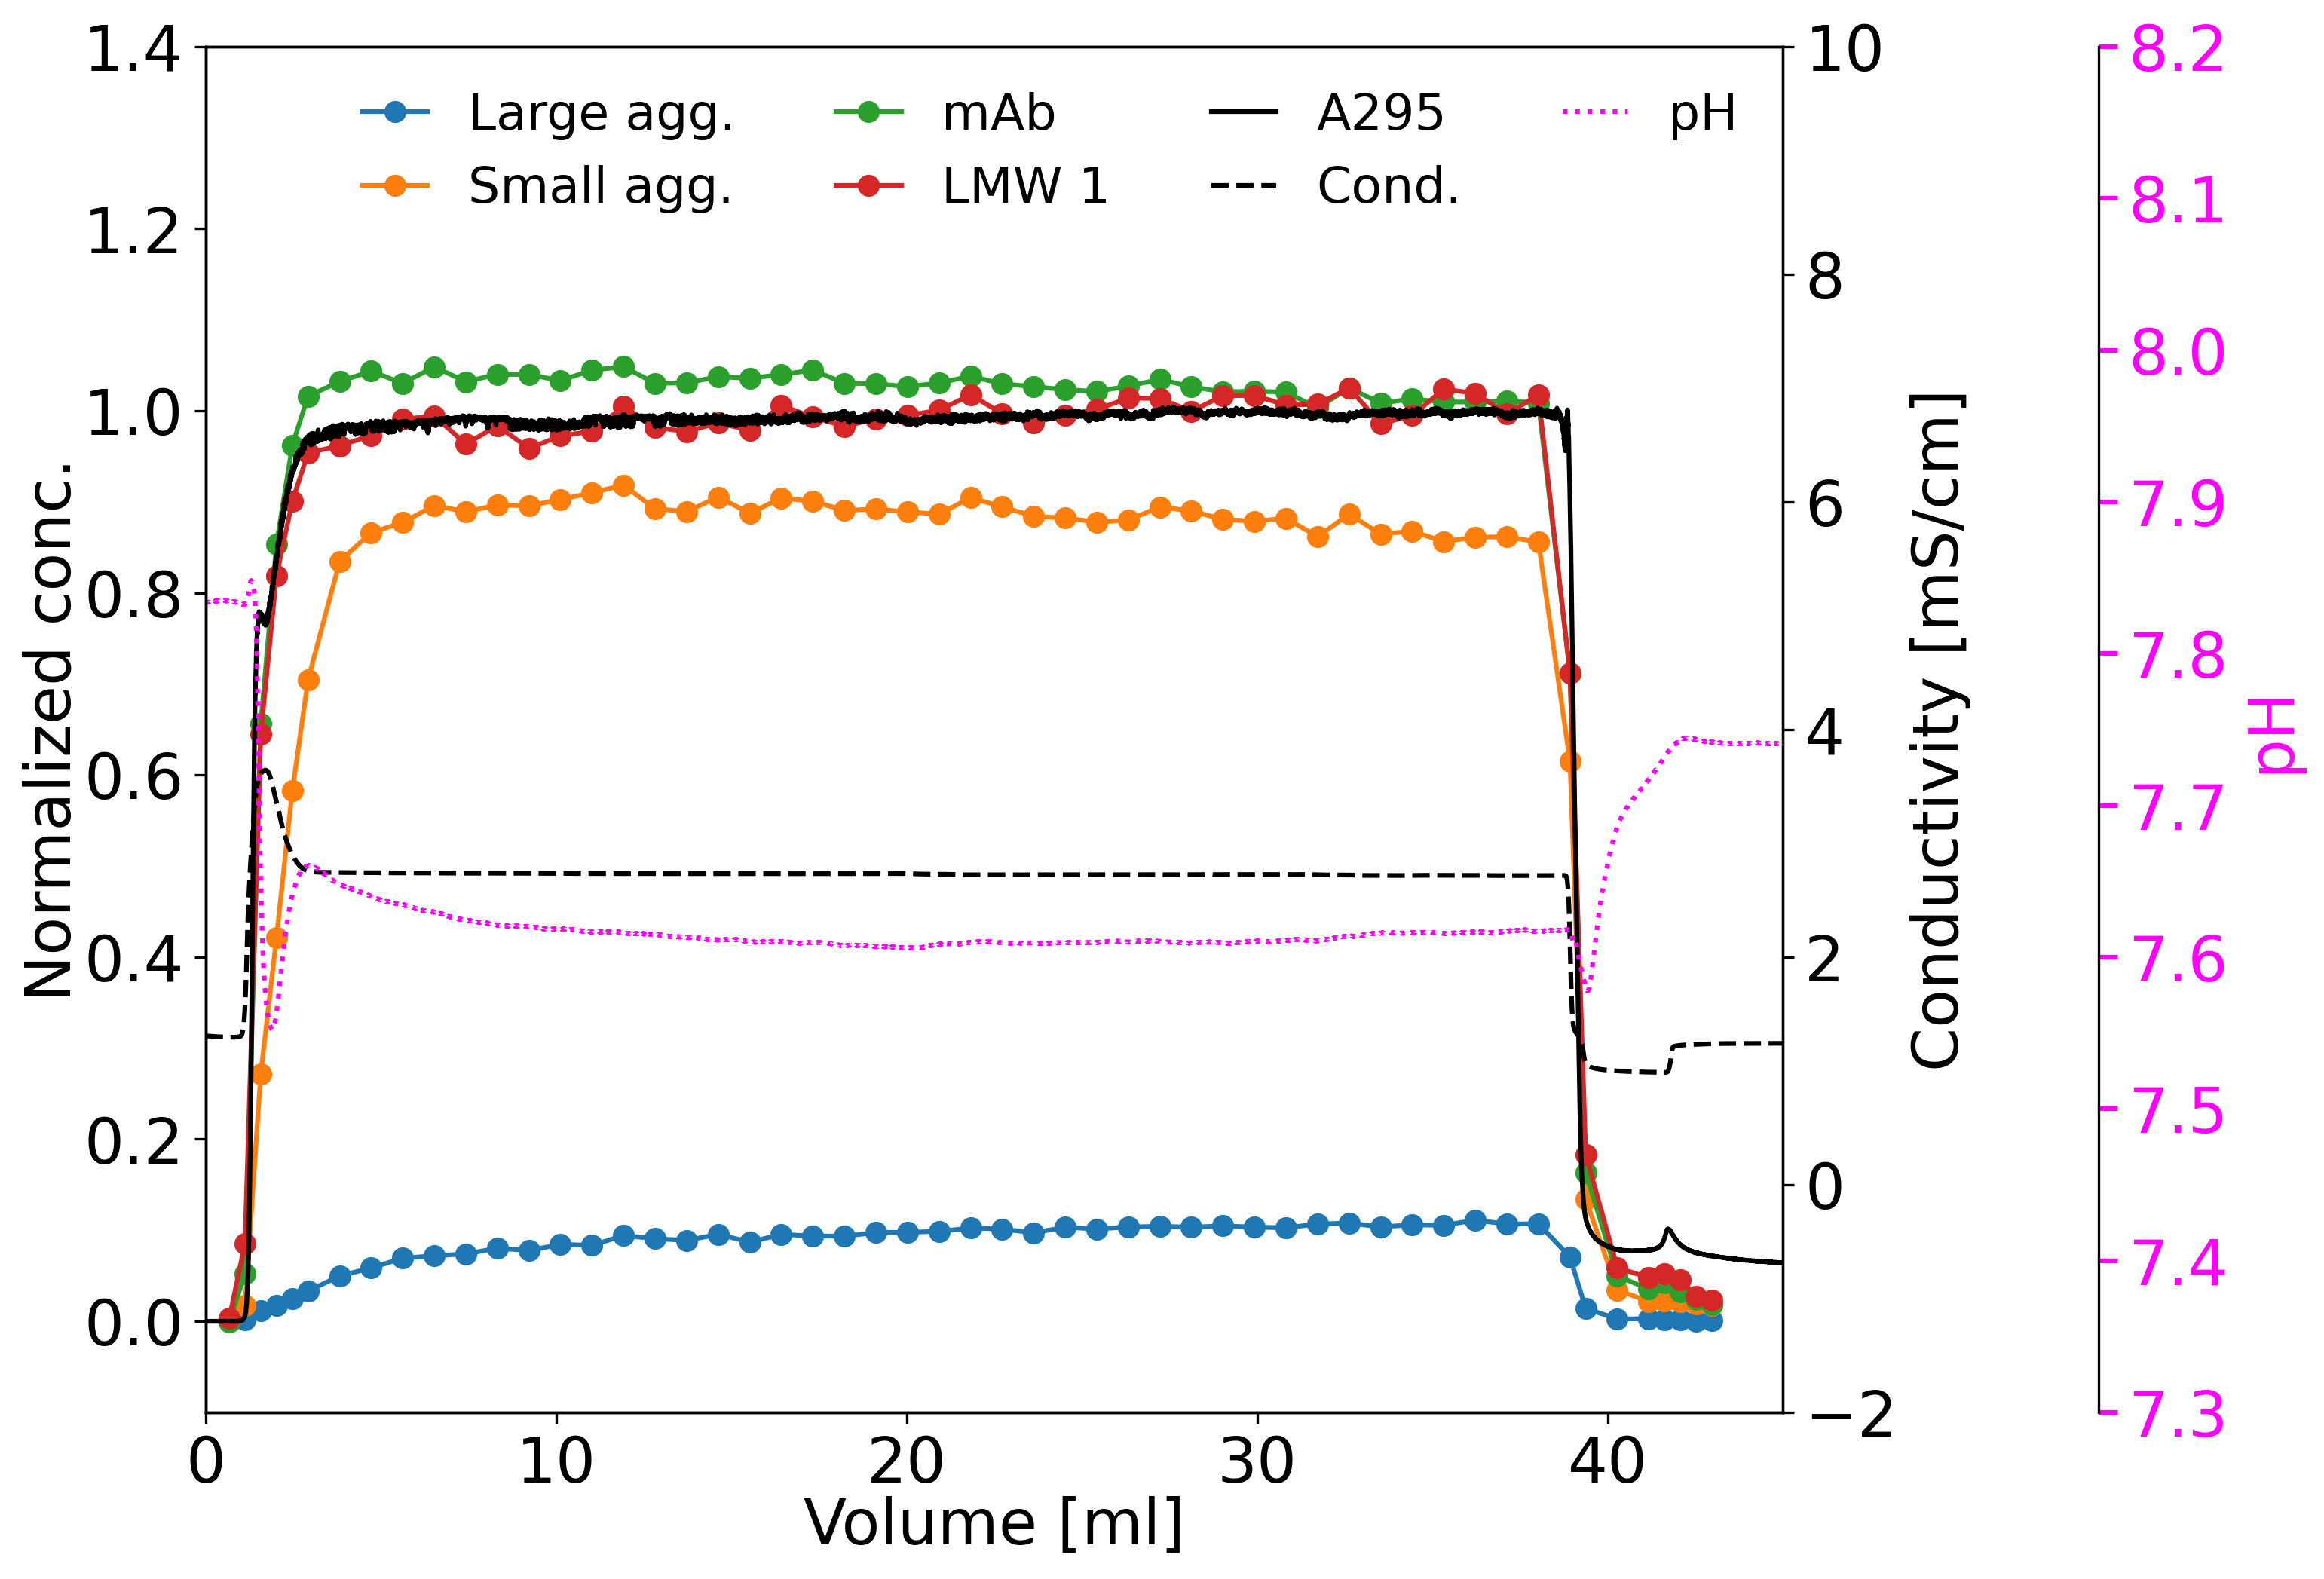 1.4
1.2
1.0
0.8
0.6
0.4
0.2
0.0
Normalized conc.
Large agg.
Small agg.
mAb
LMW 1
A295
Cond.
pH
0
10
20
30
40
Volume [ml]
10
8
6
4
2
0
−2
Conductivity [mS/cm]
8.2
8.1
8.0
7.9
7.8
7.7
7.6
7.5
7.4
7.3
pH